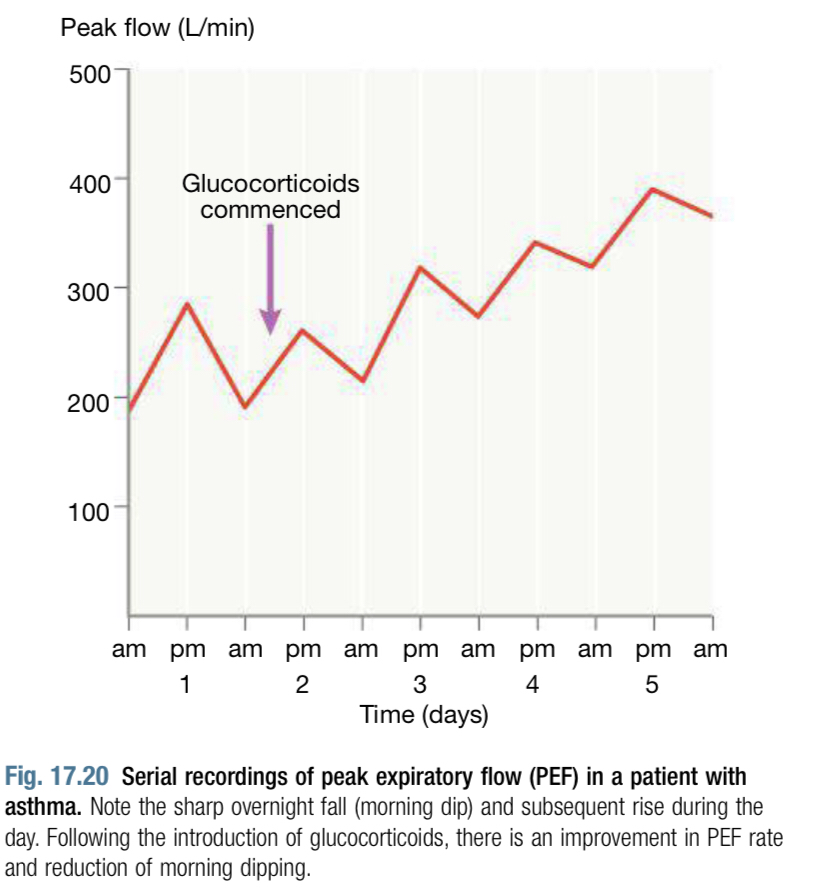 Peak flow (L/min)
500
400
Glucocorticoids
commenced
300
200
100
am pm am pm am pm am pm am pm am
1 2 3 4 5
Time (days)
Fig. 17.20 Serial recordings of peak expiratory flow (PEF) in a patient with
asthma. Note the sharp overnight fall (morning dip) and subsequent rise during the
day. Following the introduction of glucocorticoids, there is an improvement in PEF rate
and reduction of morning dipping.